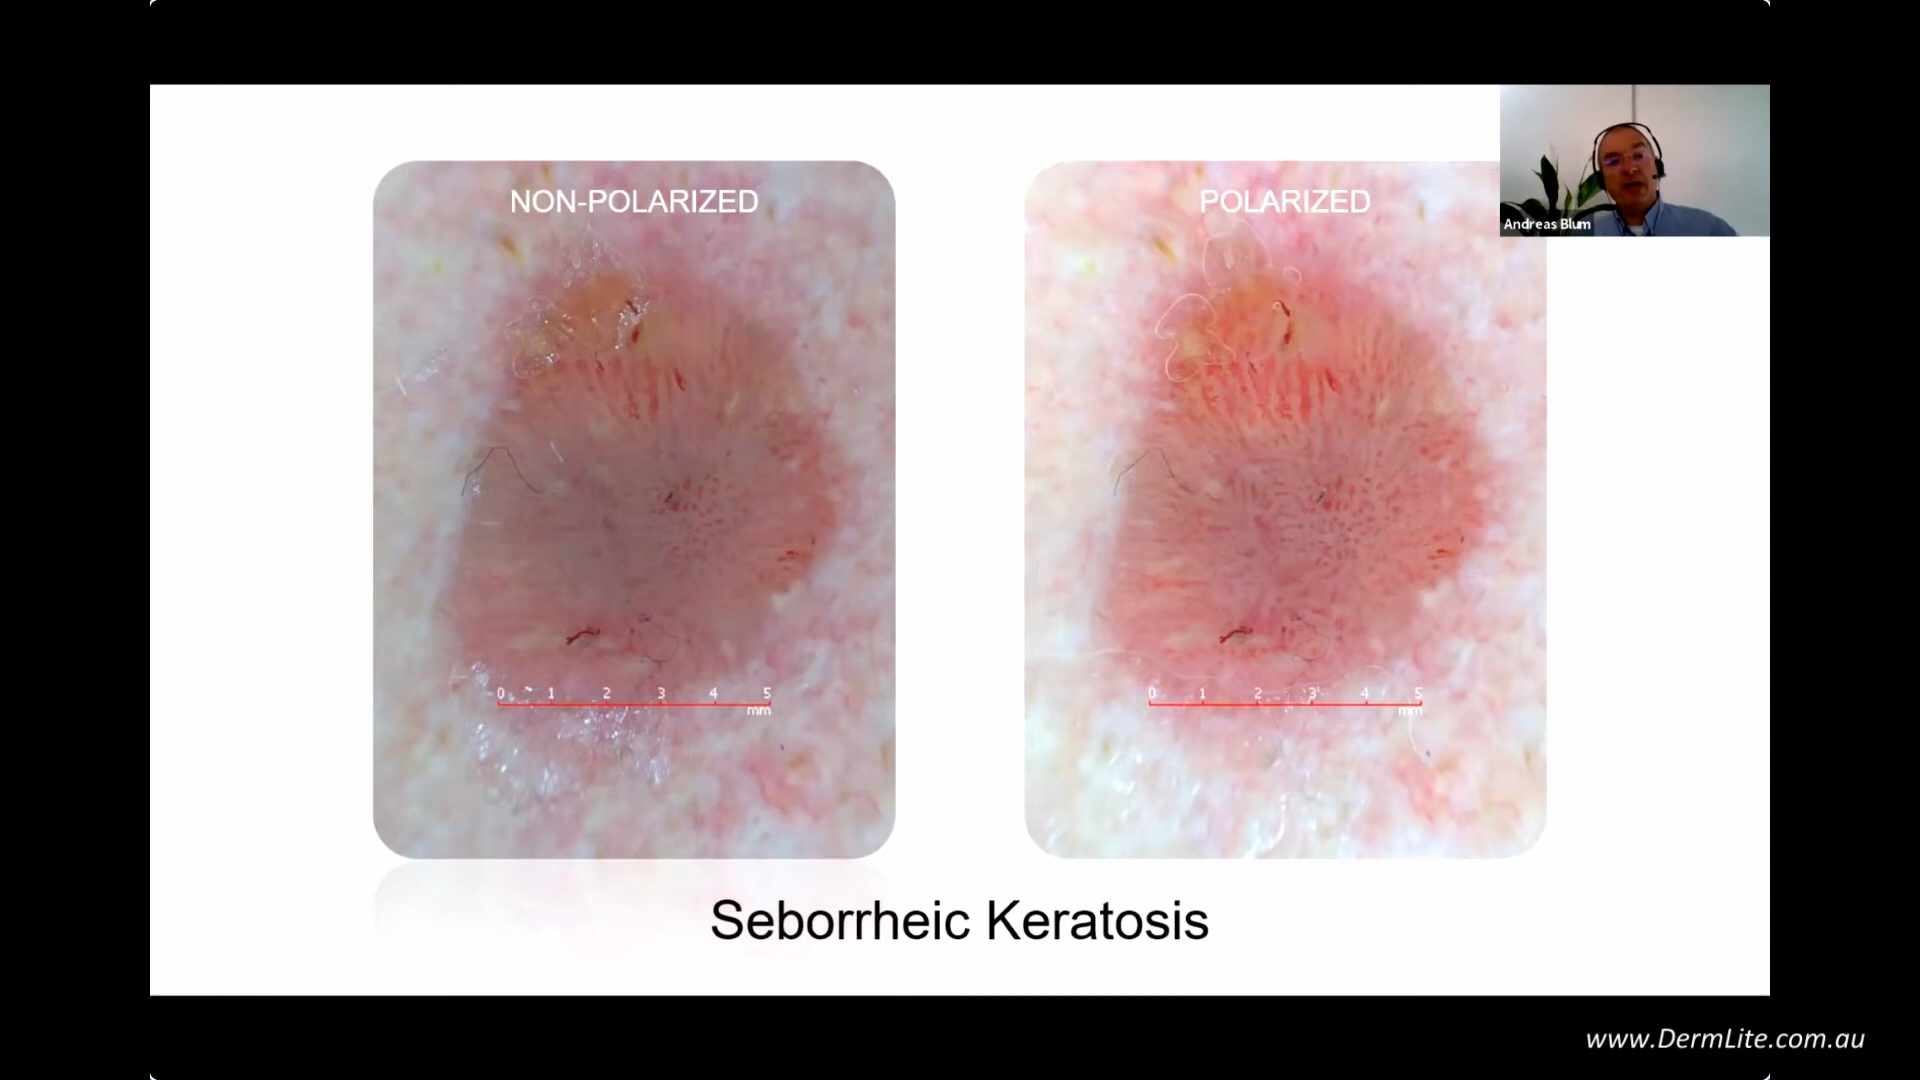 NON-POLARIZED
POLARIZED
Andreas Blum
0 1 2 3 4 5
mm
0 1 2 3 4 5
mm
Seborrheic Keratosis
www.DermLite.com.au